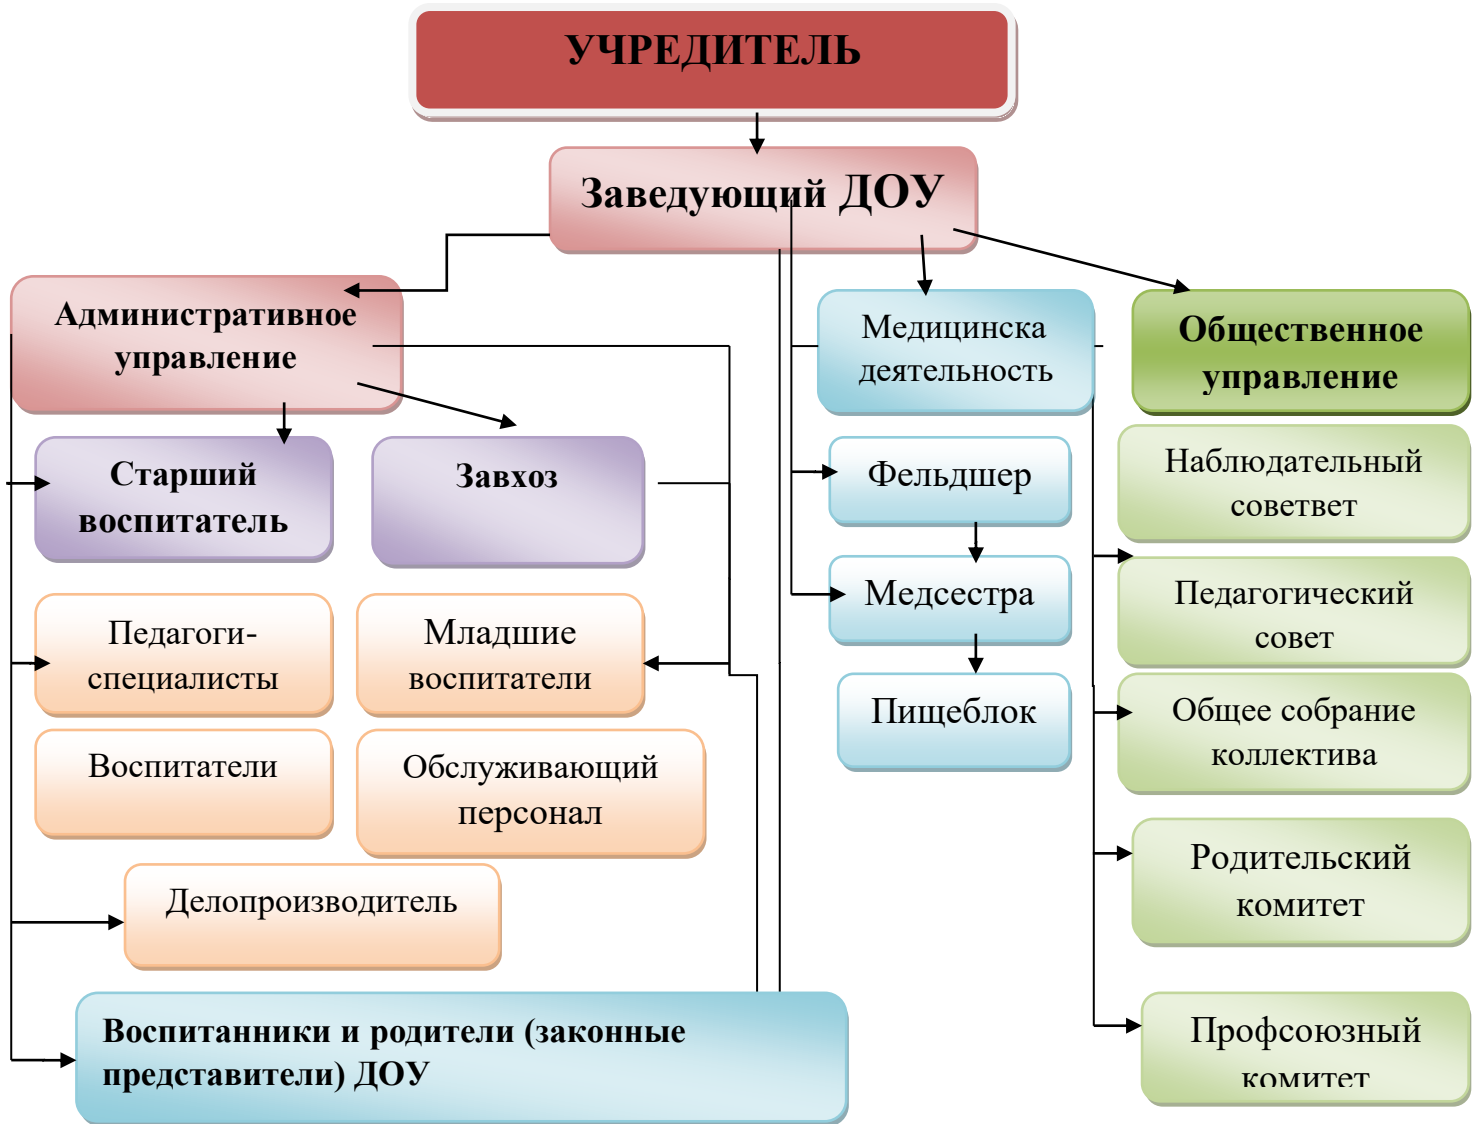 УЧРЕДИТЕЛЬ
Заведующий ДОУ
Административное
управление
Медицинска
деятельность
Общественное
управление
Старший
воспитатель
Завхоз
Фельдшер
Наблюдательный
советвет
Педагоги-
специалисты
Младшие
воспитатели
Медсестра
Педагогический
совет
Воспитатели
Обслуживающий
персонал
Пищеблок
Общее собрание
коллектива
Делопроизводитель
Родительский
комитет
Воспитанники и родители (законные
представители) ДОУ
Профсоюзный
комитет